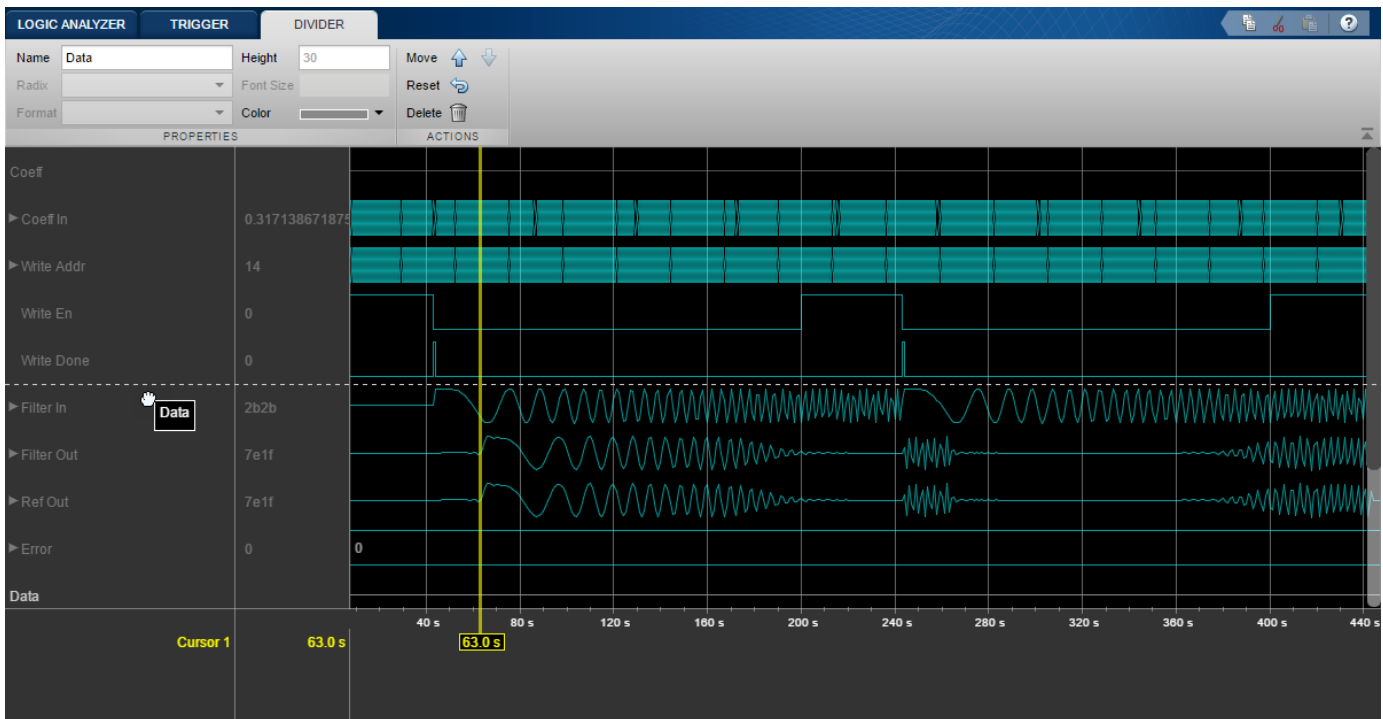 LOGIC ANALYZER TRIGGER DIVIDER ?
Name Data Height 30 Move
Radix Font Size Reset
Format Color Delete
PROPERTIES ACTIONS
Coeff
Coeff In 0.317138671875
Write Addr 14
Write En 0
Write Done 0
Filter In 2b2b
Data
Filter Out 7e1f
Ref Out 7e1f
Error 0 0
Data
40 s 80 s 120 s 160 s 200 s 240 s 280 s 320 s 360 s 400 s 440 s
Cursor 1 63.0 s 63.0 s